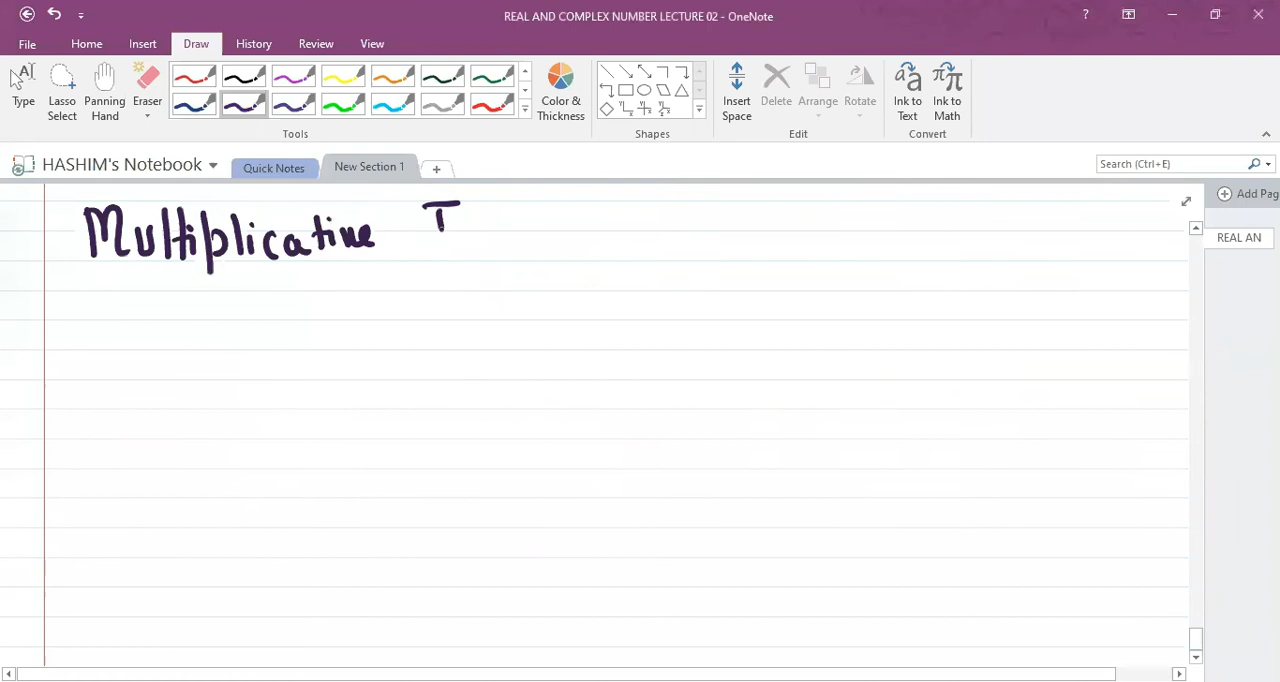 REAL AND COMPLEX NUMBER LECTURE 02 - OneNote
File Home Insert Draw History Review View
Type Lasso Select Panning Hand Eraser Color & Thickness Insert Space Delete Arrange Rotate Ink to Text Ink to Math
Tools Shapes Edit Convert
HASHIM's Notebook Quick Notes New Section 1 Search (Ctrl+E)
Add Pag
REAL AN
Multiplicative